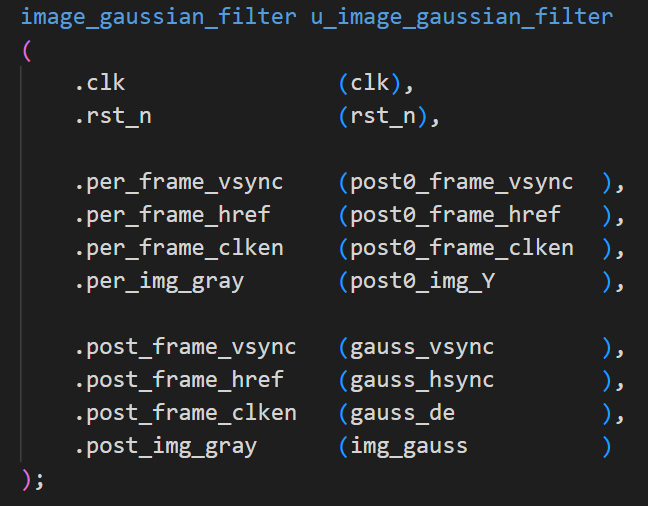 image_gaussian_filter u_image_gaussian_filter
(
    .clk                (clk),
    .rst_n              (rst_n),
    .per_frame_vsync    (post0_frame_vsync  ),
    .per_frame_href     (post0_frame_href   ),
    .per_frame_clken    (post0_frame_clken  ),
    .per_img_gray       (post0_img_Y        ),
    .post_frame_vsync   (gauss_vsync        ),
    .post_frame_href    (gauss_hsync        ),
    .post_frame_clken   (gauss_de           ),
    .post_img_gray      (img_gauss          )
);